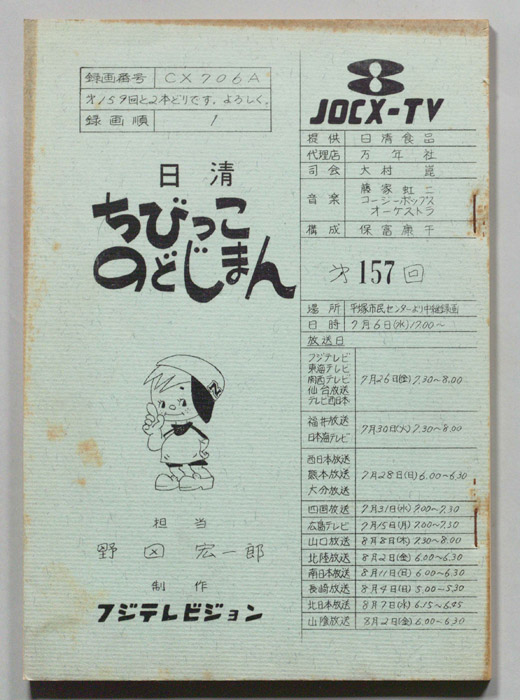 録画番号 CX706A
オ159回と2本どりです。よろしく。
録画順 1
日清
ちびっこ
のどじまん
N
担当
野田宏一郎
制作
フジテレビジョン
8
JOCX-TV
提供 日清食品
代理店 万年社
司会 大村崑
音楽 藤家虹二
コージーポップス
オーケストラ
構成 保富康午
オ157回
場所 平塚市民センターより中継録画
日時 7月6日(水)17.00〜
放送日
フジテレビ
東海テレビ
関西テレビ
仙台放送
テレビ西日本
7月26日(金)7.30〜8.00
福井放送
日本海テレビ
7月30日(火)7.30〜8.00
西日本放送
熊本放送
大分放送
7月28日(日)6.00〜6.30
四国放送 7月31日(水)7.00〜7.30
広島テレビ 7月15日(月)7.00〜7.30
山口放送 8月8日(木)7.30〜8.00
北陸放送 8月2日(金)6.00〜6.30
南日本放送 8月11日(日)6.00〜6.30
長崎放送 8月4日(日)5.00〜5.30
北日本放送 8月7日(水)6.15〜6.45
山陰放送 8月2日(金)6.00〜6.30